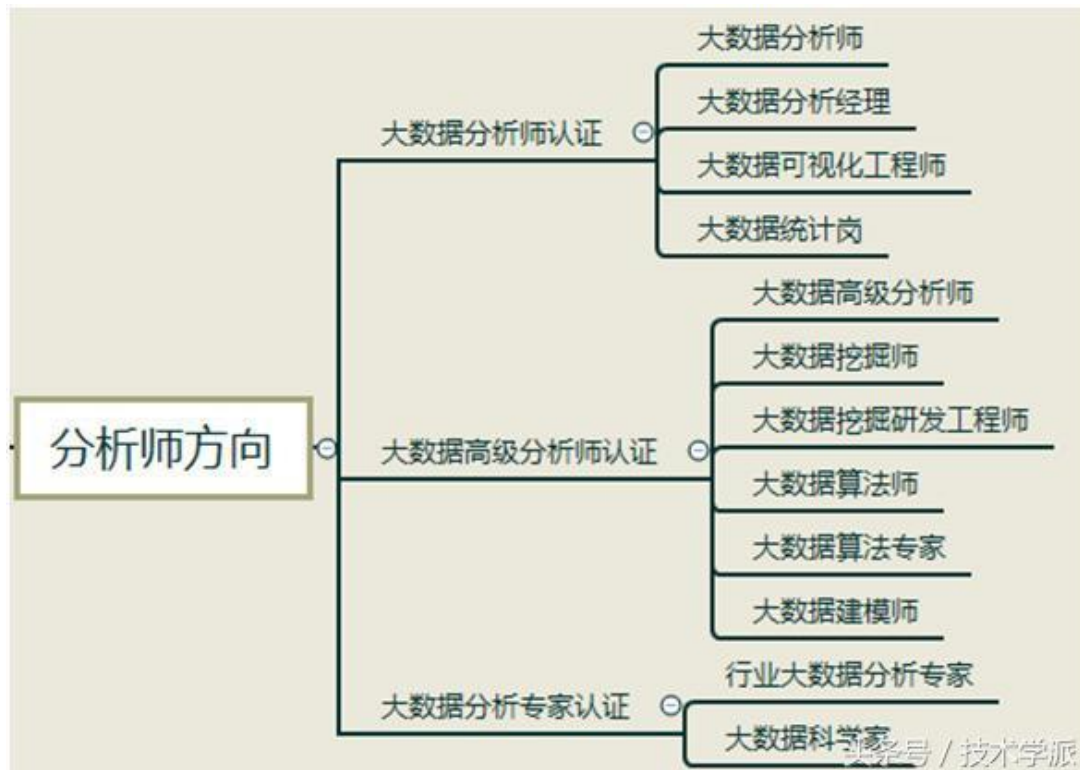 大数据分析师
大数据分析经理
大数据分析师认证
大数据可视化工程师
大数据统计岗
大数据高级分析师
大数据挖掘师
大数据挖掘研发工程师
分析师方向
大数据高级分析师认证
大数据算法师
大数据算法专家
大数据建模师
行业大数据分析专家
大数据分析专家认证
大数据科学家
头条号 / 技术学派